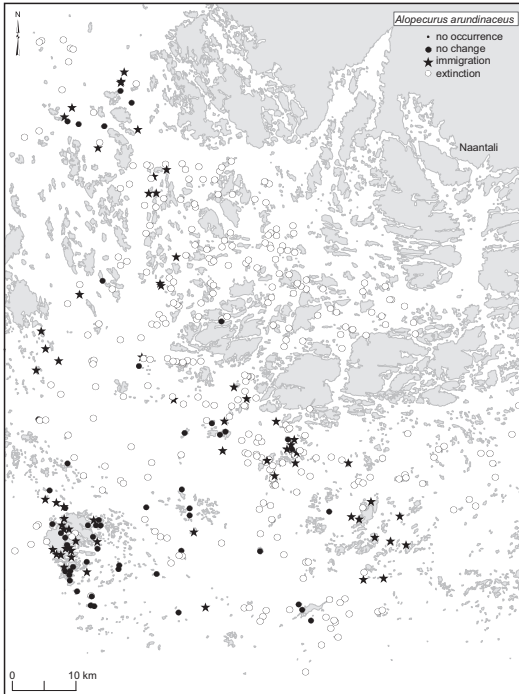 N
Alopecurus arundinaceus
no occurrence
no change
immigration
extinction
Naantali
0 10 km